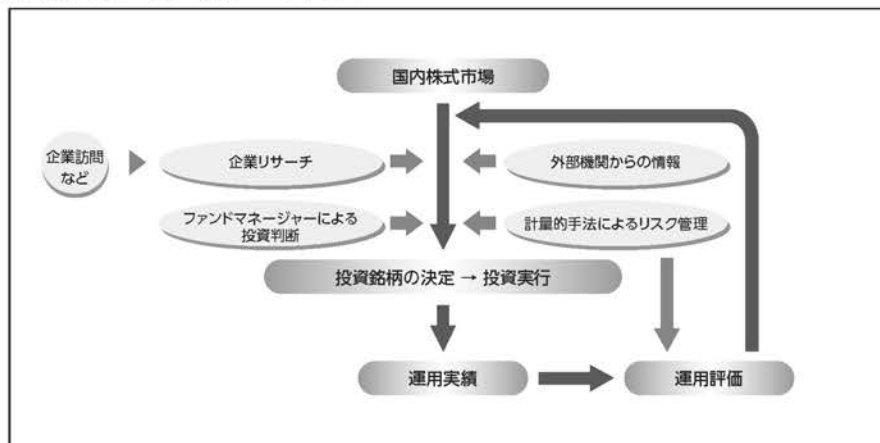 国内株式市場
企業訪問
など
企業リサーチ
外部機関からの情報
ファンドマネージャーによる
投資判断
計量的手法によるリスク管理
投資銘柄の決定 → 投資実行
運用実績
運用評価